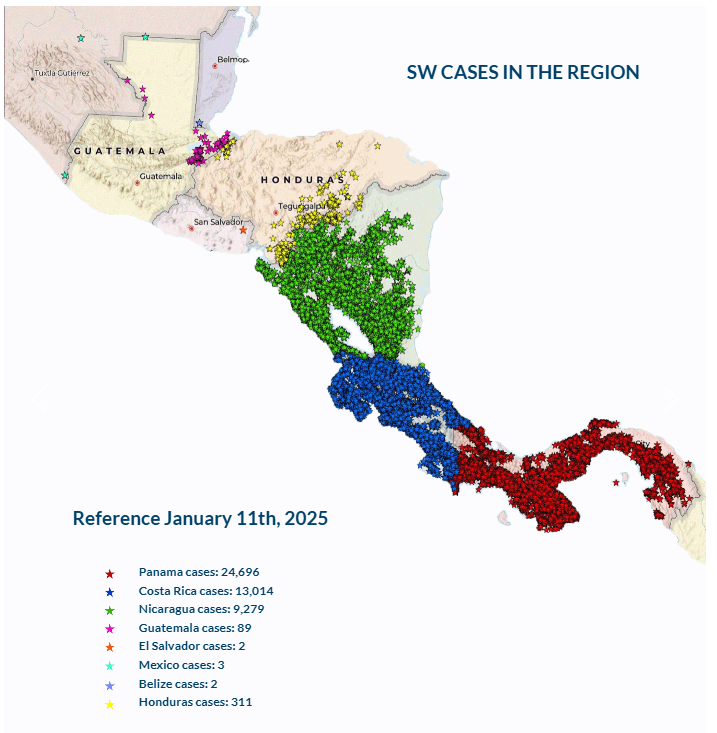 Belmop
SW CASES IN THE REGION
Tuxtla Gutiérrez
GUATEMALA
Guatemala
HONDURAS
Tegucigalpa
San Salvador
City
Reference January 11th, 2025
Panama cases: 24,696
Costa Rica cases: 13,014
Nicaragua cases: 9,279
Guatemala cases: 89
El Salvador cases: 2
Mexico cases: 3
Belize cases: 2
Honduras cases: 311